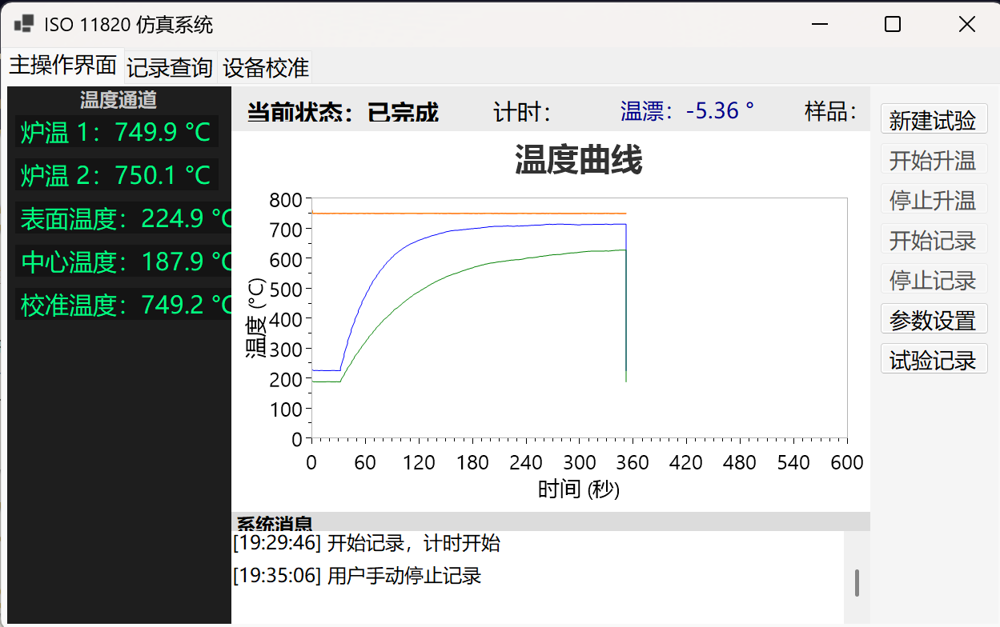 ISO 11820 仿真系统
主操作界面 记录查询 设备校准
温度通道
炉温 1：749.9 °C
炉温 2：750.1 °C
表面温度：224.9 °C
中心温度：187.9 °C
校准温度：749.2 °C
当前状态：已完成 计时： 温漂：-5.36 ° 样品：
温度曲线
800
700
600
500
400
300
200
100
0
温度 (°C)
0 60 120 180 240 300 360 420 480 540 600
时间 (秒)
系统消息
[19:29:46] 开始记录，计时开始
[19:35:06] 用户手动停止记录
新建试验
开始升温
停止升温
开始记录
停止记录
参数设置
试验记录